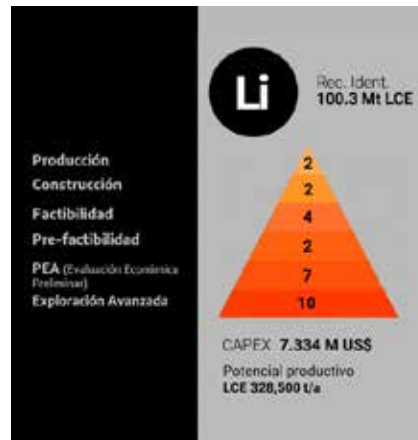 Li
Rec. Ident.
100.3 Mt LCE
Producción
2
Construcción
2
Factibilidad
4
Pre-factibilidad
2
PEA (Evaluación Económica
Preliminar)
7
Exploración Avanzada
10
CAPEX 7.334 M US$
Potencial productivo
LCE 328,500 t/a